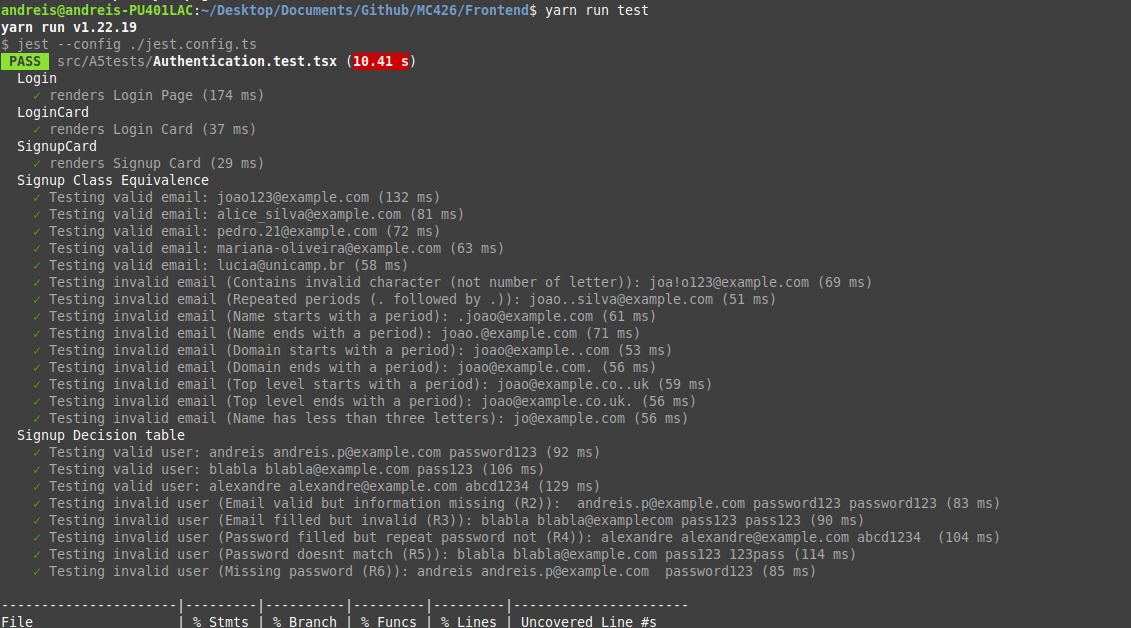 andreis@andreis-PU401LAC:~/Desktop/Documents/Github/MC426/Frontend$ yarn run test
yarn run v1.22.19
$ jest --config ./jest.config.ts
PASS src/A5tests/Authentication.test.tsx (10.41 s)
Login
✓ renders Login Page (174 ms)
LoginCard
✓ renders Login Card (37 ms)
SignupCard
✓ renders Signup Card (29 ms)
Signup Class Equivalence
✓ Testing valid email: joao123@example.com (132 ms)
✓ Testing valid email: alice_silva@example.com (81 ms)
✓ Testing valid email: pedro.21@example.com (72 ms)
✓ Testing valid email: mariana-oliveira@example.com (63 ms)
✓ Testing valid email: lucia@unicamp.br (58 ms)
✓ Testing invalid email (Contains invalid character (not number of letter)): joa!o123@example.com (69 ms)
✓ Testing invalid email (Repeated periods (. followed by .)): joao..silva@example.com (51 ms)
✓ Testing invalid email (Name starts with a period): .joao@example.com (61 ms)
✓ Testing invalid email (Name ends with a period): joao.@example.com (71 ms)
✓ Testing invalid email (Domain starts with a period): joao@example..com (53 ms)
✓ Testing invalid email (Domain ends with a period): joao@example.com. (56 ms)
✓ Testing invalid email (Top level starts with a period): joao@example.co..uk (59 ms)
✓ Testing invalid email (Top level ends with a period): joao@example.co.uk. (56 ms)
✓ Testing invalid email (Name has less than three letters): jo@example.com (56 ms)
Signup Decision table
✓ Testing valid user: andreis andreis.p@example.com password123 (92 ms)
✓ Testing valid user: blabla blabla@example.com pass123 (106 ms)
✓ Testing valid user: alexandre alexandre@example.com abcd1234 (129 ms)
✓ Testing invalid user (Email valid but information missing (R2)):  andreis.p@example.com password123 password123 (83 ms)
✓ Testing invalid user (Email filled but invalid (R3)): blabla blabla@examplecom pass123 pass123 (90 ms)
✓ Testing invalid user (Password filled but repeat password not (R4)): alexandre alexandre@example.com abcd1234  (104 ms)
✓ Testing invalid user (Password doesnt match (R5)): blabla blabla@example.com pass123 123pass (114 ms)
✓ Testing invalid user (Missing password (R6)): andreis andreis.p@example.com  password123 (85 ms)
----------------------|---------|----------|---------|---------|----------------------
File                  | % Stmts | % Branch | % Funcs | % Lines | Uncovered Line #s